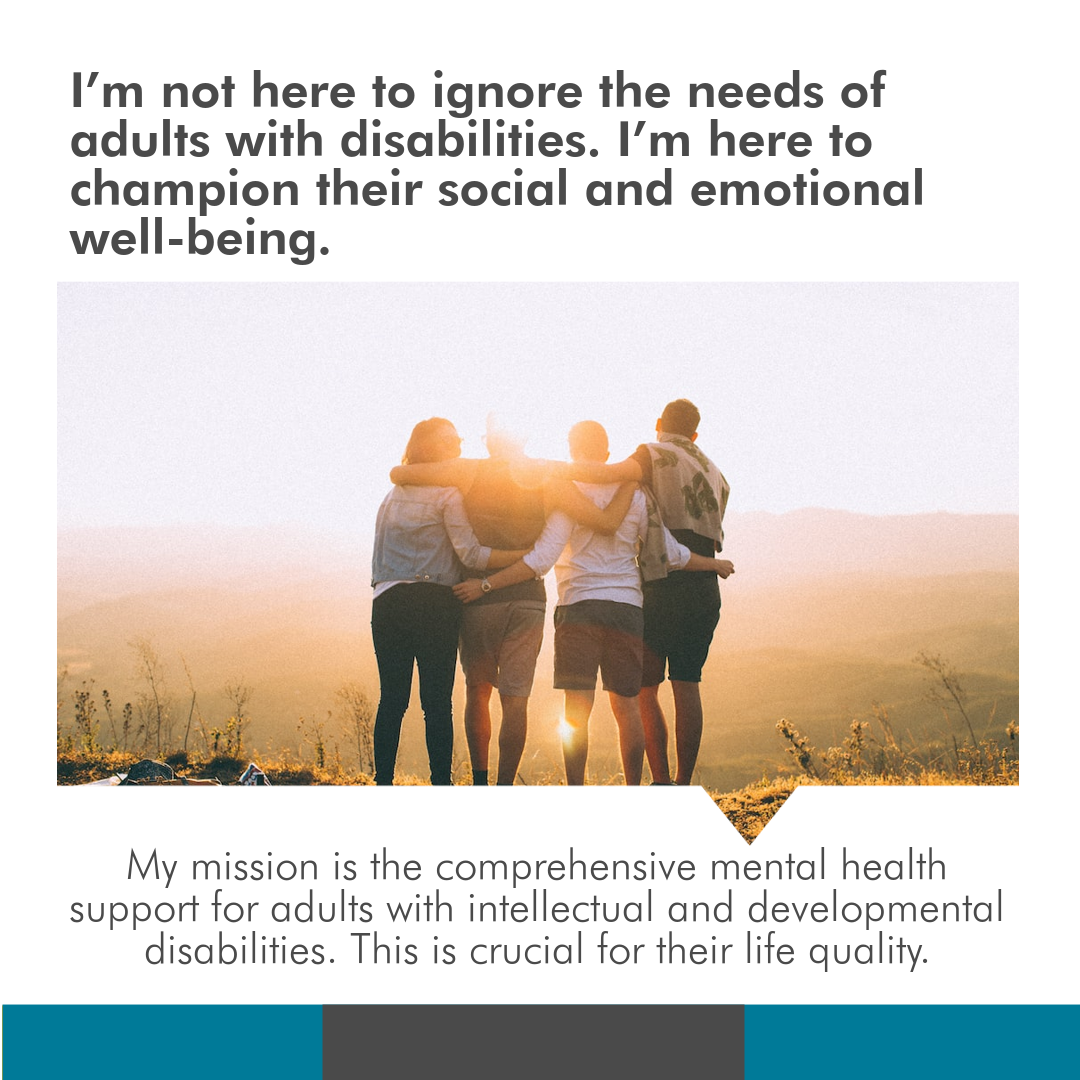 I’m not here to ignore the needs of
adults with disabilities. I’m here to
champion their social and emotional
well-being.
My mission is the comprehensive mental health
support for adults with intellectual and developmental
disabilities. This is crucial for their life quality.